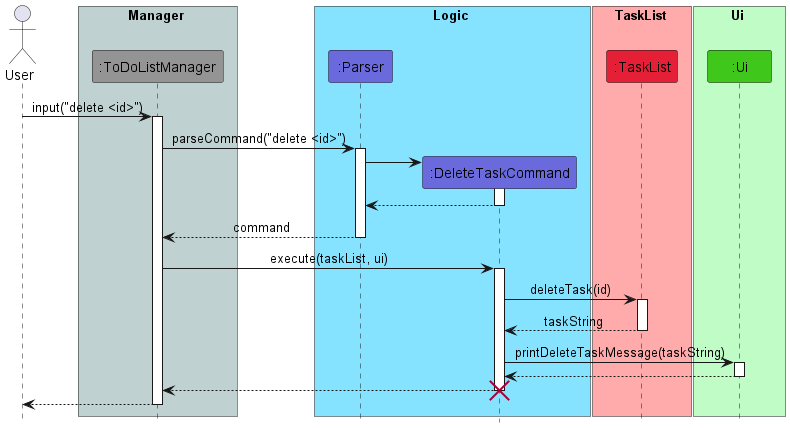 Manager
Logic
TaskList
Ui
User
:ToDoListManager
:Parser
:TaskList
:Ui
input("delete <id>")
parseCommand("delete <id>")
:DeleteTaskCommand
command
execute(taskList, ui)
deleteTask(id)
taskString
printDeleteTaskMessage(taskString)